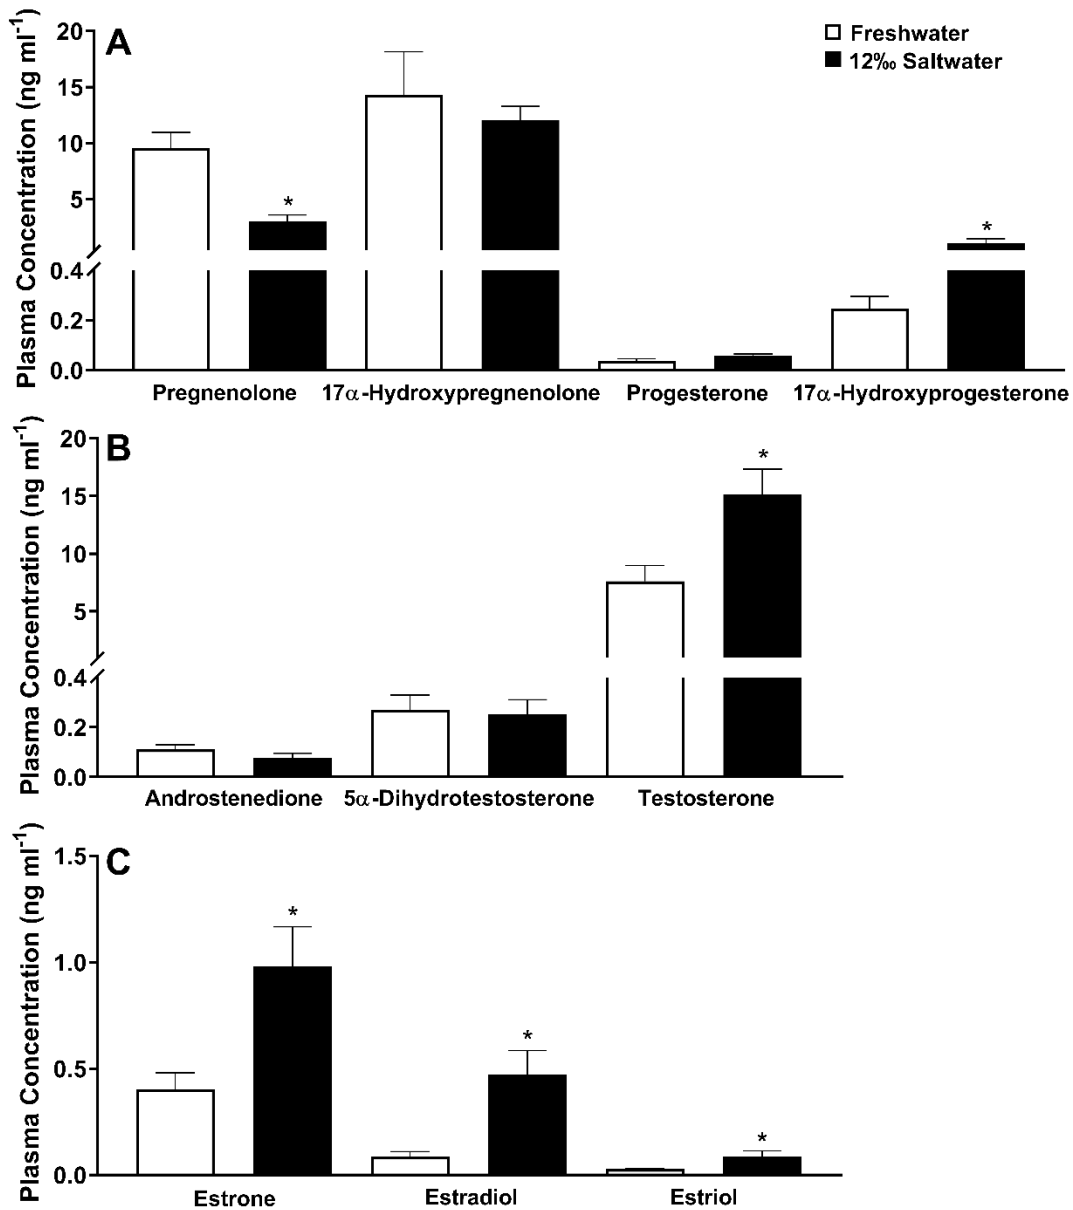 A
Freshwater
12‰ Saltwater
Plasma Concentration (ng ml-1)
20
15
10
5
0.4
0.2
0.0
*
*
Pregnenolone 17α-Hydroxypregnenolone Progesterone 17α-Hydroxyprogesterone
B
Plasma Concentration (ng ml-1)
20
15
10
5
0.4
0.2
0.0
*
Androstenedione 5α-Dihydrotestosterone Testosterone
C
Plasma Concentration (ng ml-1)
1.5
1.0
0.5
0.0
*
*
*
Estrone Estradiol Estriol